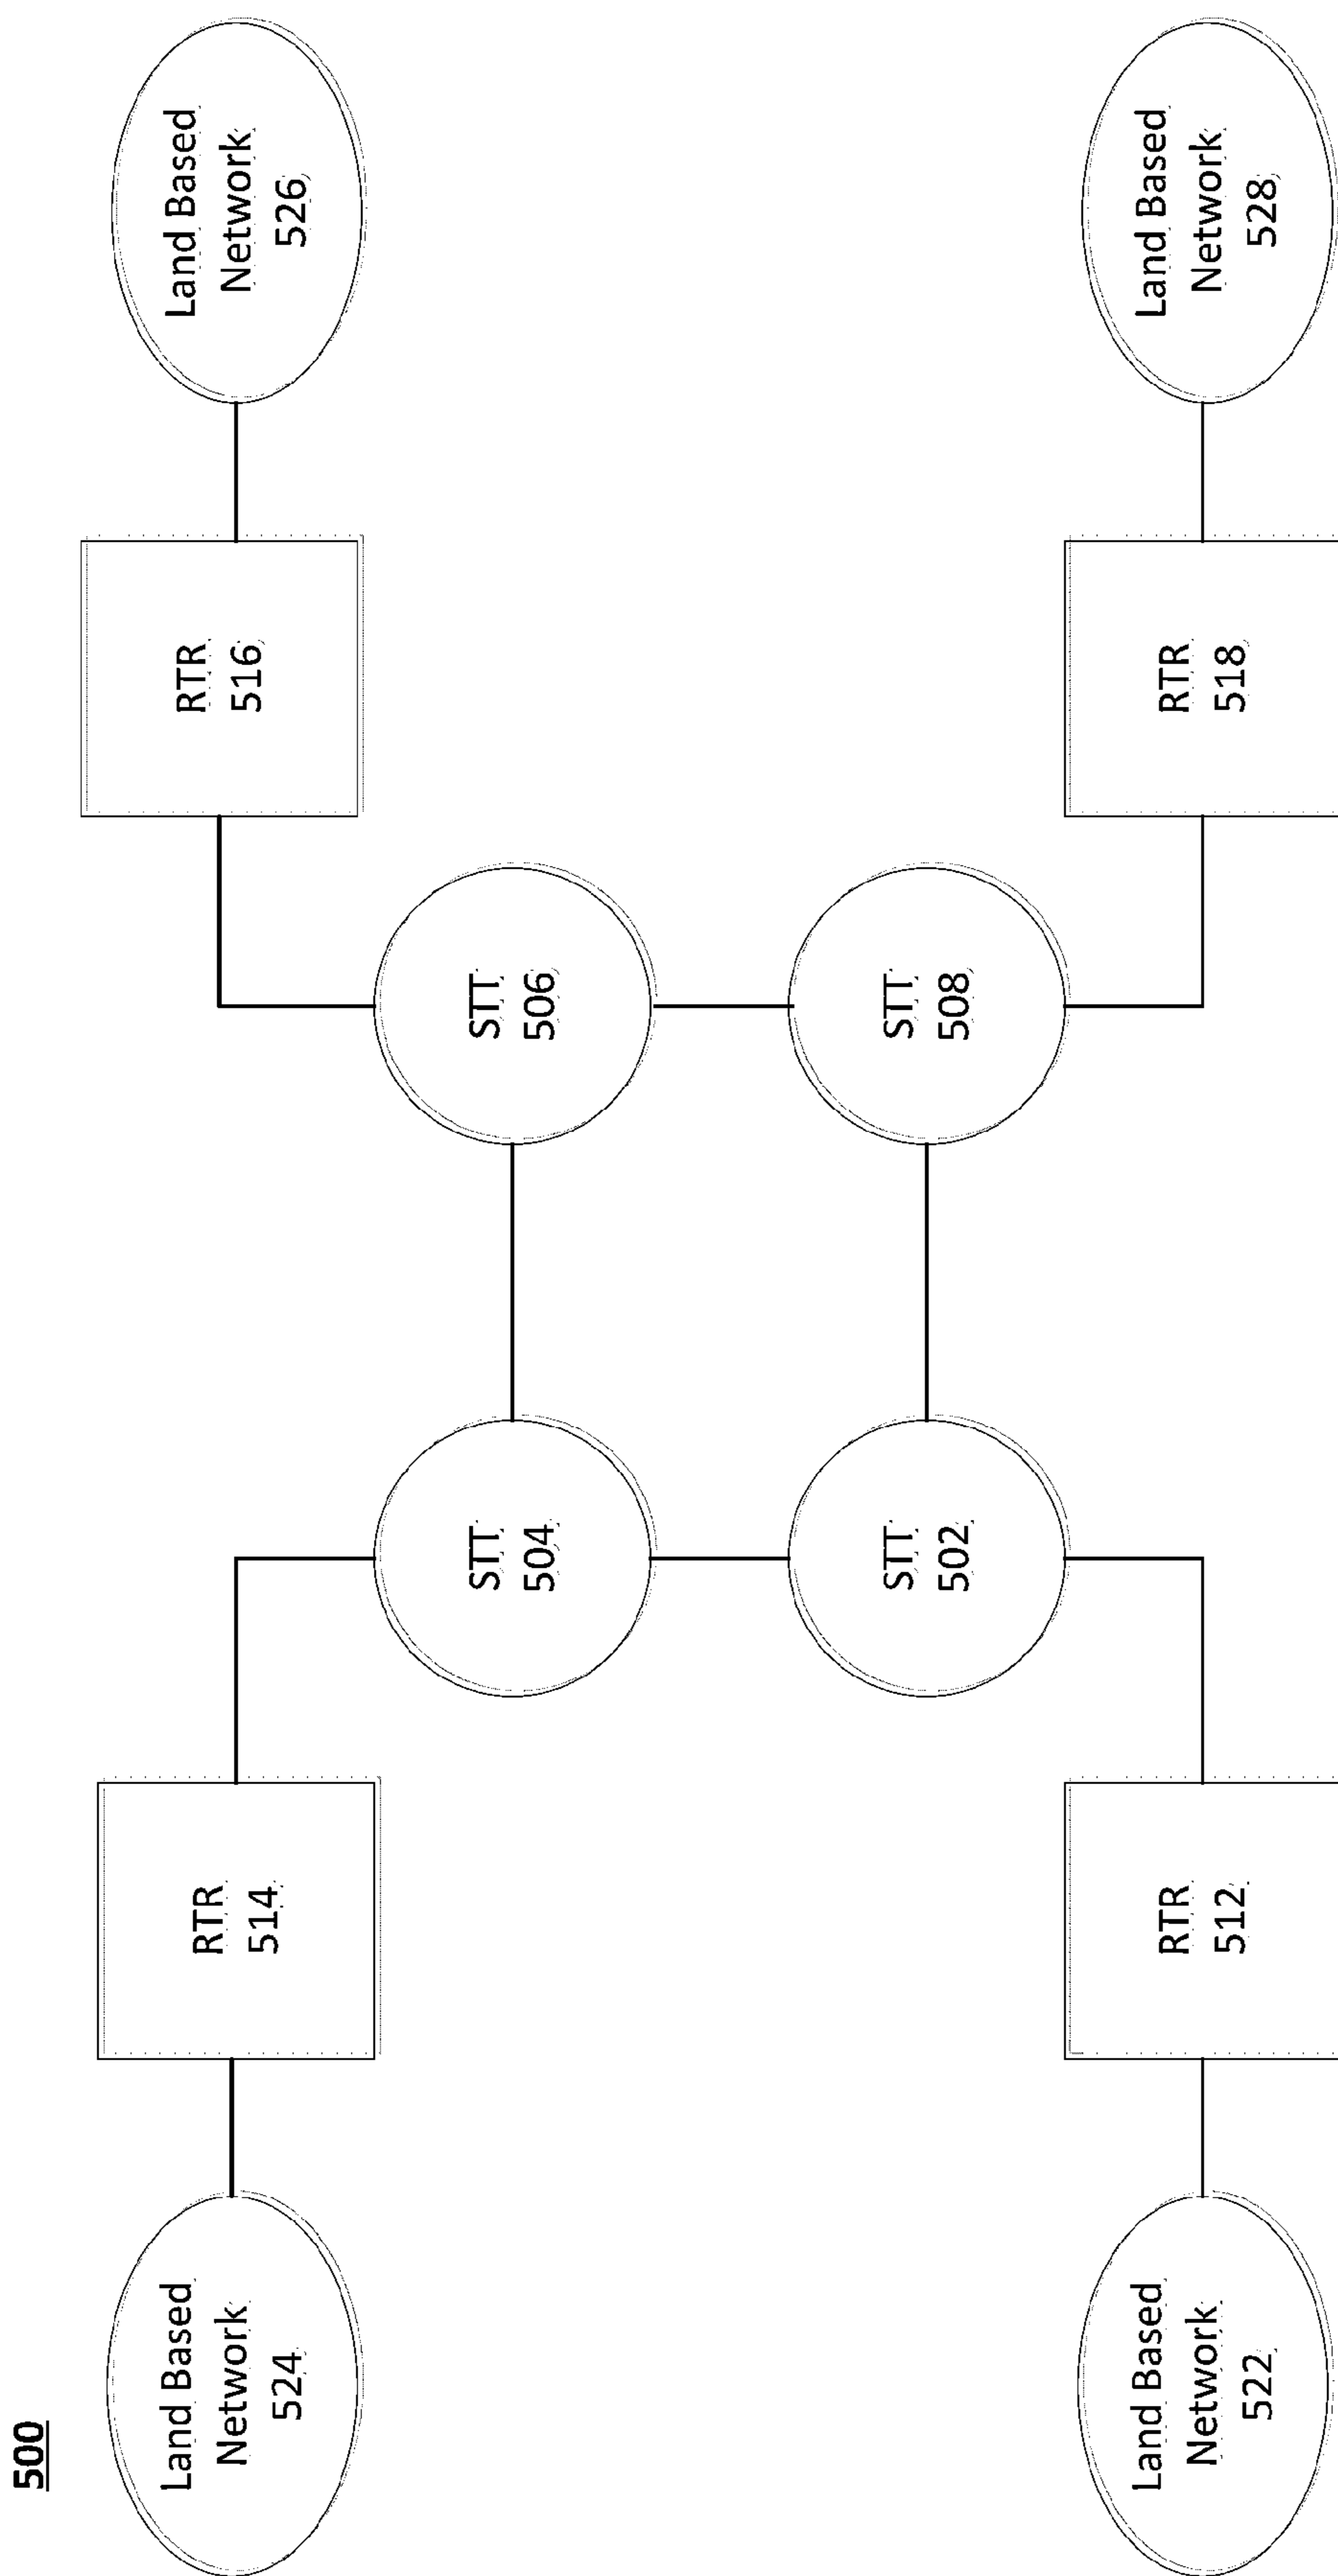 500
Land Based
Network
524
RTR
514
RTR
516
Land Based
Network
526
STT
504
STT
506
STT
502
STT
508
Land Based
Network
522
RTR
512
RTR
518
Land Based
Network
528